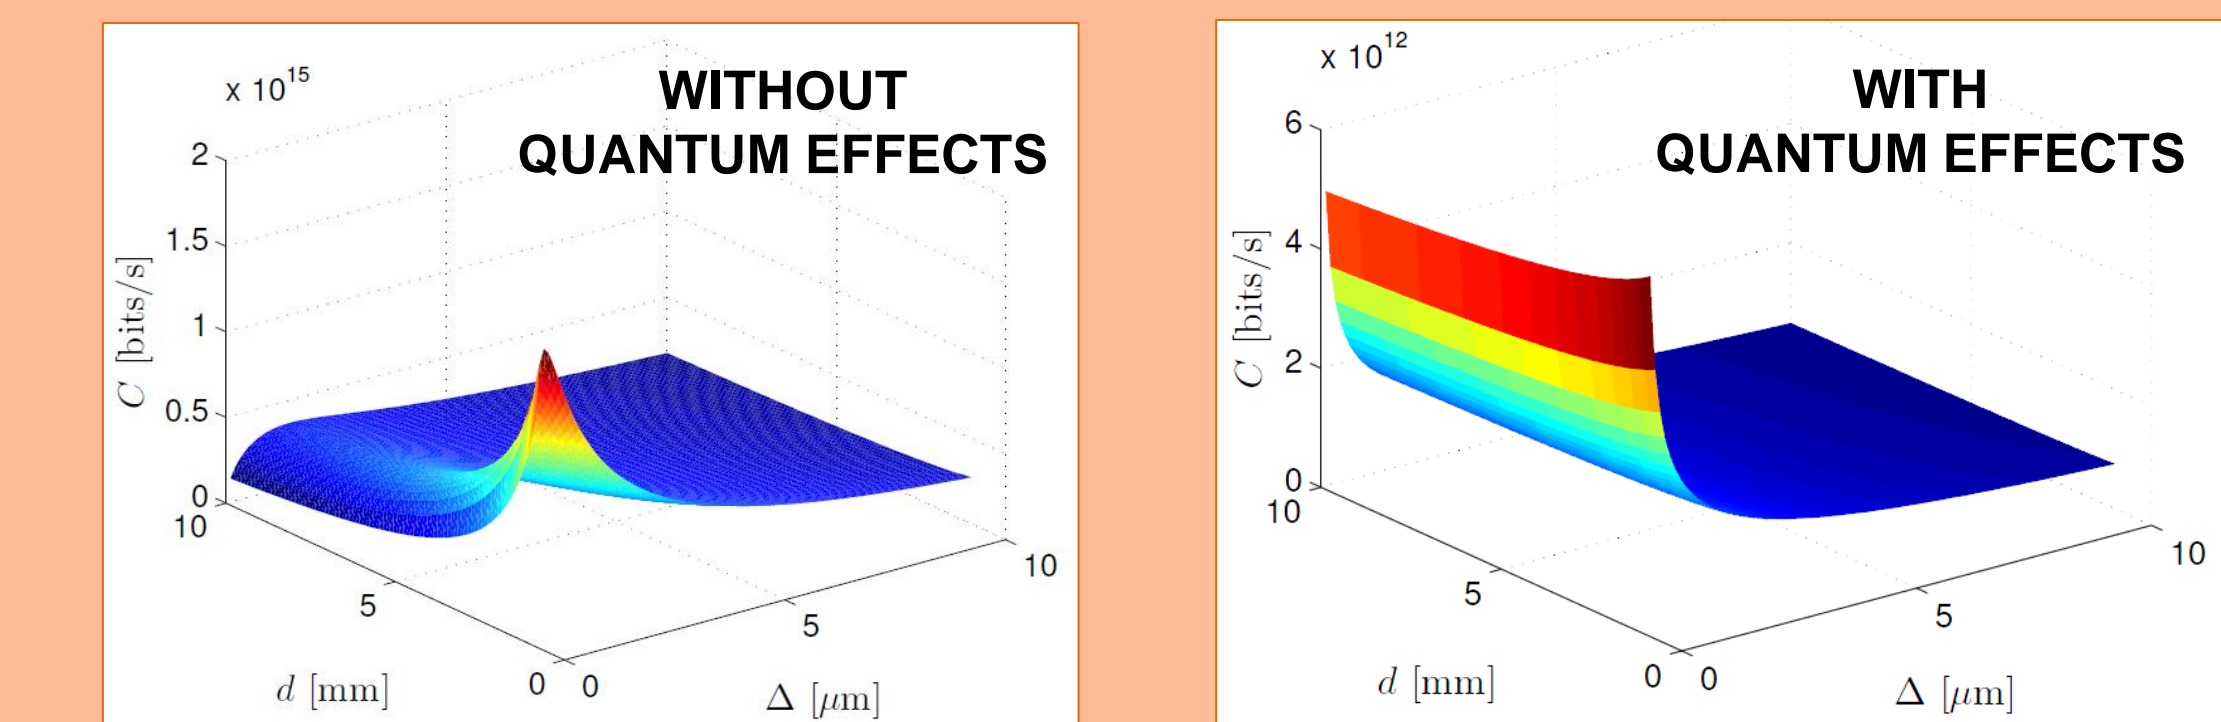 WITHOUT
QUANTUM EFFECTS
x 10^15
2
1.5
1
0.5
0
C [bits/s]
10
5
0
d [mm]
0
5
10
Δ [μm]
WITH
QUANTUM EFFECTS
x 10^12
6
4
2
0
C [bits/s]
10
5
0
d [mm]
0
5
10
Δ [μm]